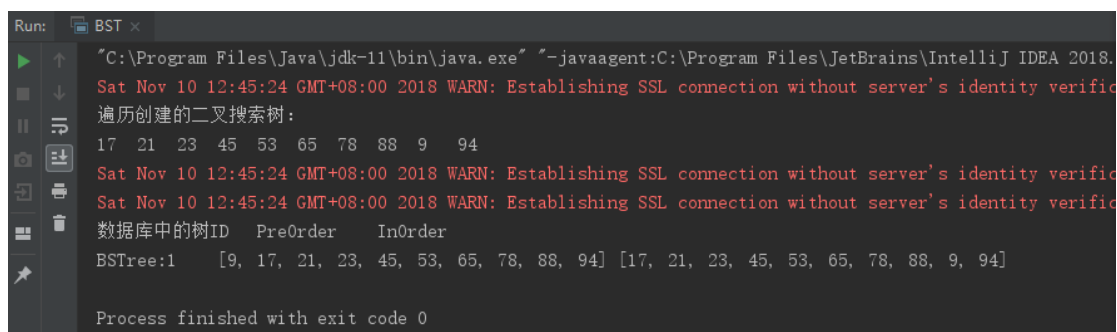 Run: BST ×
"C:\Program Files\Java\jdk-11\bin\java.exe" "-javaagent:C:\Program Files\JetBrains\IntelliJ IDEA 2018.
Sat Nov 10 12:45:24 GMT+08:00 2018 WARN: Establishing SSL connection without server's identity verific
遍历创建的二叉搜索树:
17 21 23 45 53 65 78 88 9 94
Sat Nov 10 12:45:24 GMT+08:00 2018 WARN: Establishing SSL connection without server's identity verific
Sat Nov 10 12:45:24 GMT+08:00 2018 WARN: Establishing SSL connection without server's identity verific
数据库中的树ID PreOrder InOrder
BSTree:1 [9, 17, 21, 23, 45, 53, 65, 78, 88, 94] [17, 21, 23, 45, 53, 65, 78, 88, 9, 94]
Process finished with exit code 0